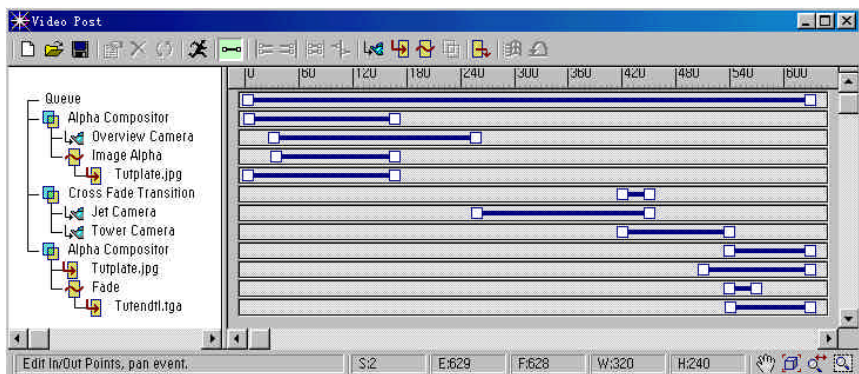 Video Post
0 60 120 180 240 300 360 420 480 540 600
Queue
Alpha Compositor
Overview Camera
Image Alpha
Tutplate.jpg
Cross Fade Transition
Jet Camera
Tower Camera
Alpha Compositor
Tutplate.jpg
Fade
Tutendtl.tga
Edit In/Out Points, pan event. S:2 E:629 F:628 W:320 H:240